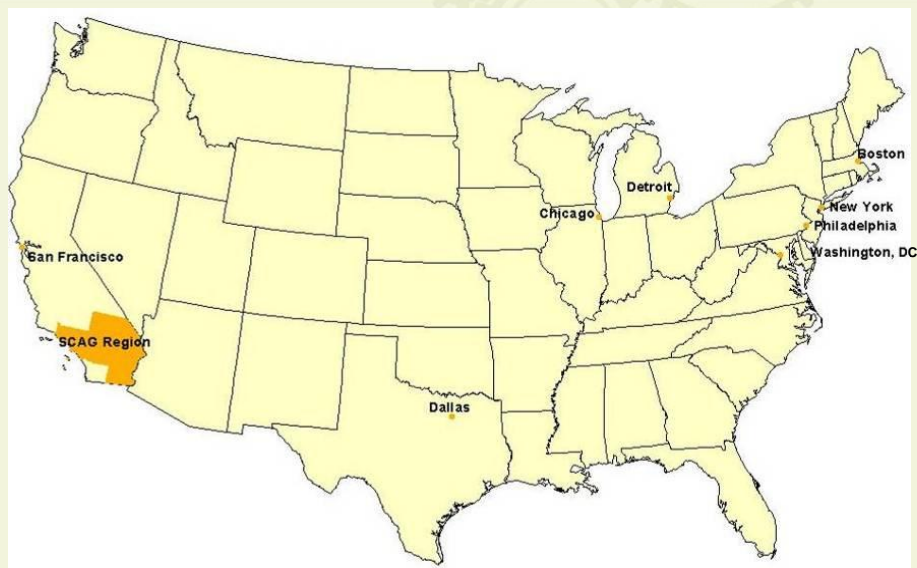 Boston
Detroit
New York
Chicago
Philadelphia
San Francisco
Washington, DC
SCAG Region
Dallas